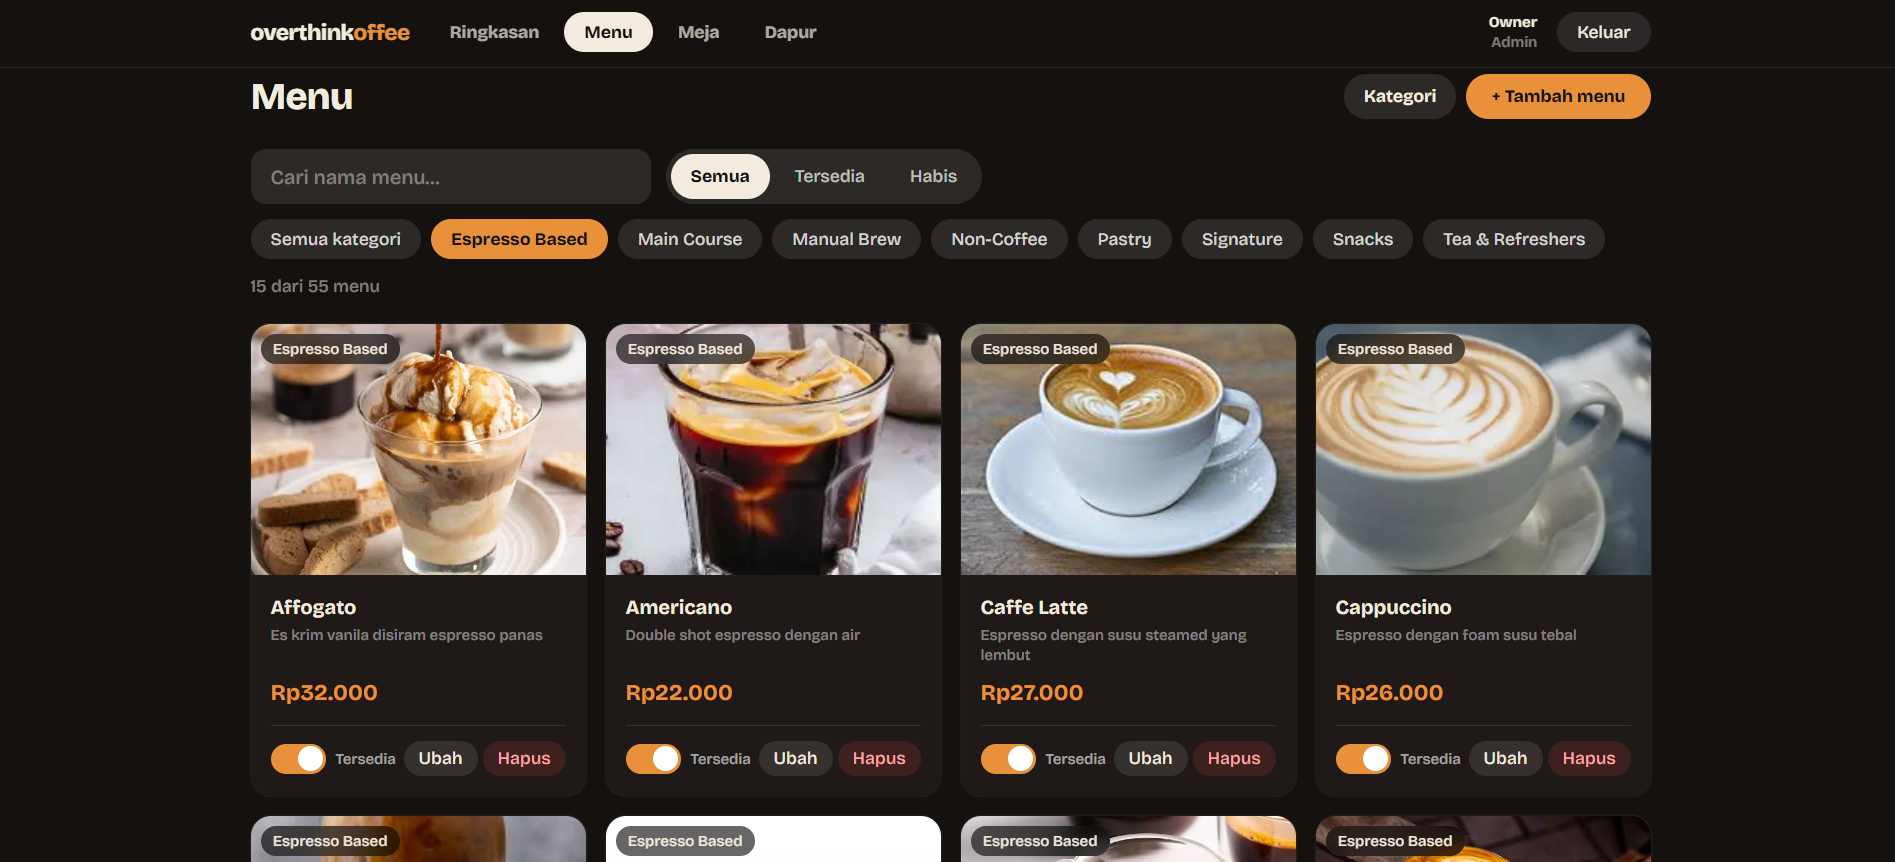 overthinkoffee Ringkasan Menu Meja Dapur Owner Admin Keluar
Menu Kategori + Tambah menu
Cari nama menu... Semua Tersedia Habis
Semua kategori Espresso Based Main Course Manual Brew Non-Coffee Pastry Signature Snacks Tea & Refreshers
15 dari 55 menu
Espresso Based Espresso Based Espresso Based Espresso Based
Affogato Americano Caffe Latte Cappuccino
Es krim vanila disiram espresso panas Double shot espresso dengan air Espresso dengan susu steamed yang Espresso dengan foam susu tebal
lembut
Rp32.000 Rp22.000 Rp27.000 Rp26.000
Tersedia Ubah Hapus Tersedia Ubah Hapus Tersedia Ubah Hapus Tersedia Ubah Hapus
Espresso Based Espresso Based Espresso Based Espresso Based